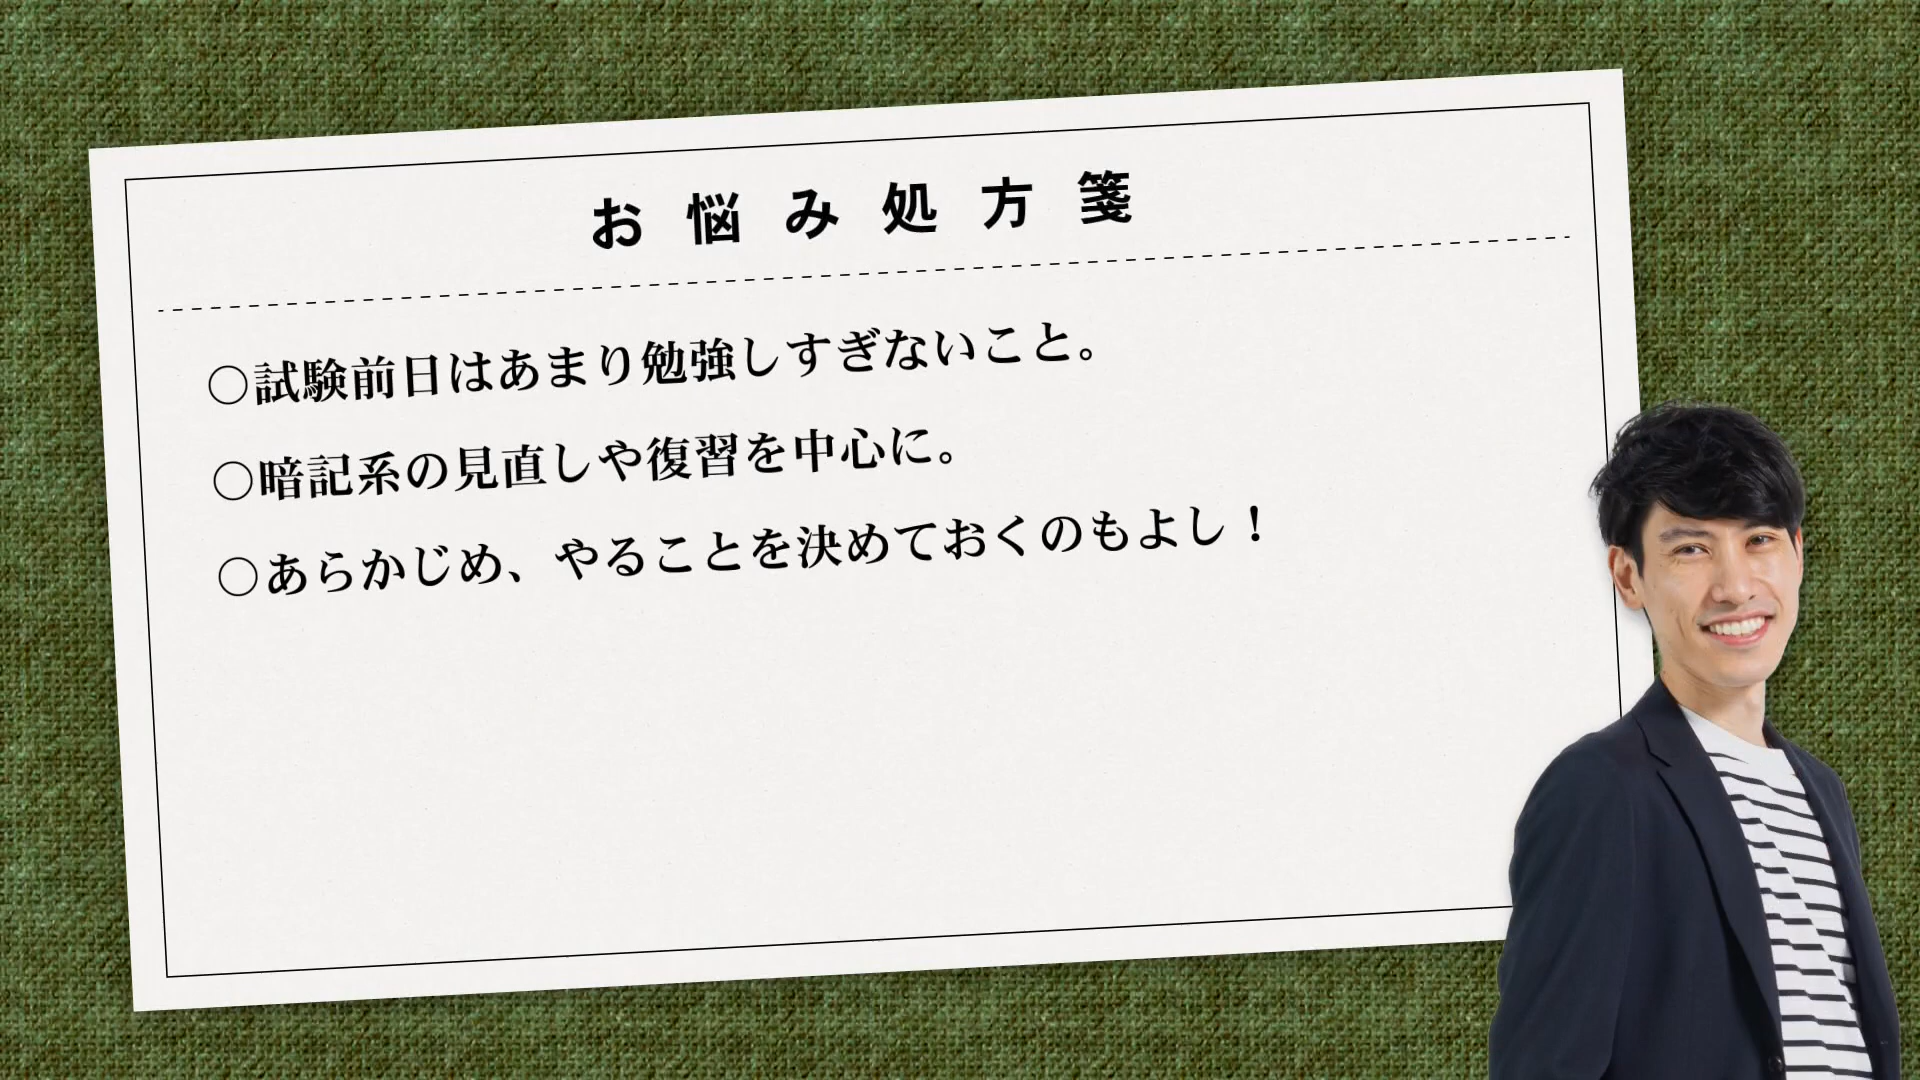 お悩み処方箋
○試験前日はあまり勉強しすぎないこと。
○暗記系の見直しや復習を中心に。
○あらかじめ、やることを決めておくのもよし！